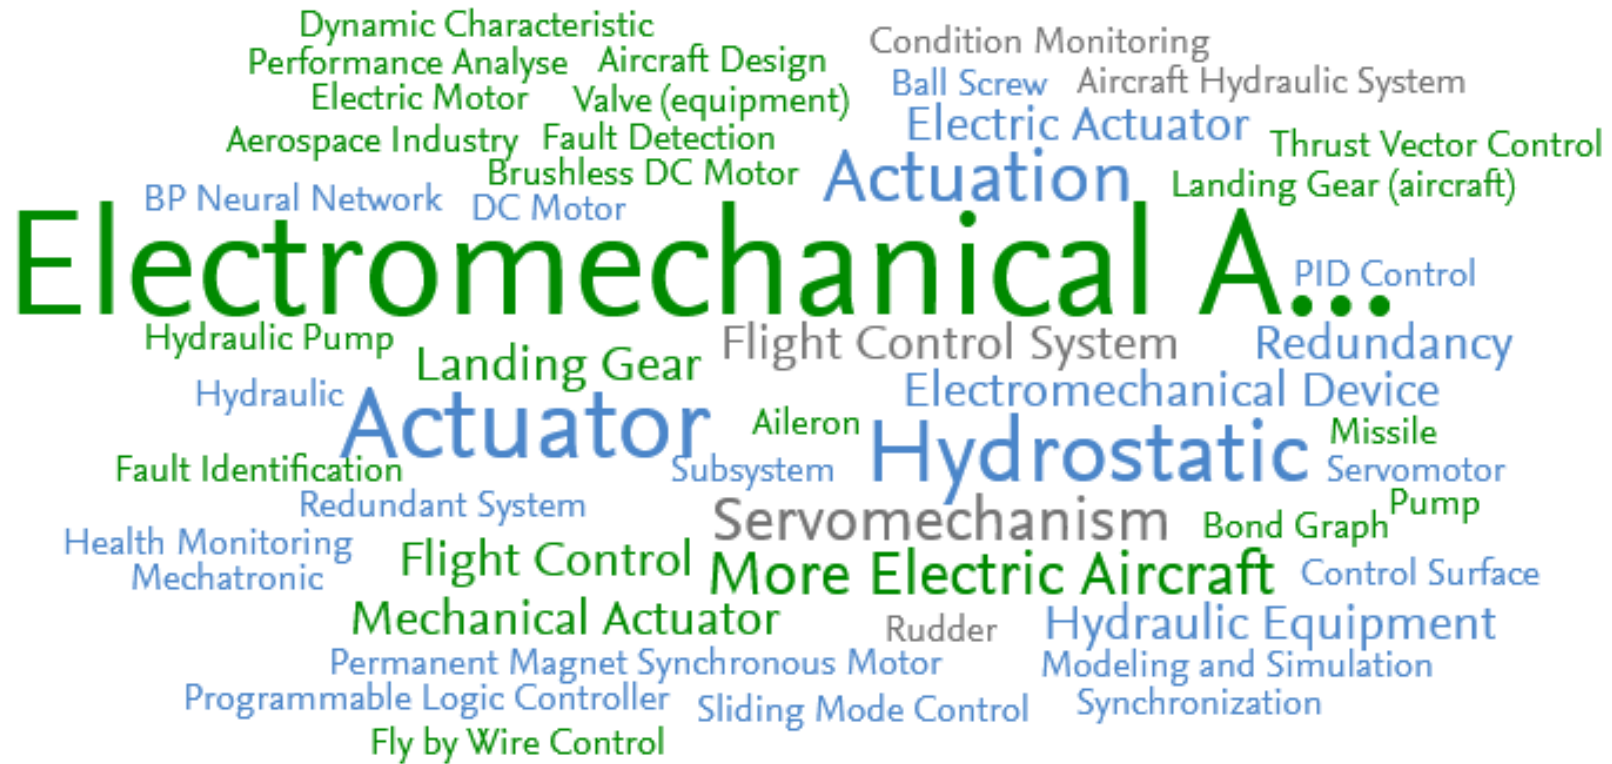 Dynamic Characteristic
Condition Monitoring
Performance Analyse Aircraft Design
Ball Screw Aircraft Hydraulic System
Electric Motor Valve (equipment)
Electric Actuator
Aerospace Industry Fault Detection
Thrust Vector Control
Brushless DC Motor Actuation Landing Gear (aircraft)
BP Neural Network DC Motor
Electromechanical A... PID Control
Hydraulic Pump Landing Gear Flight Control System Redundancy
Hydraulic Actuator Aileron Electromechanical Device
Hydrostatic Missile
Fault Identification Subsystem Servomotor
Redundant System Servomechanism Bond Graph Pump
Health Monitoring Flight Control More Electric Aircraft Control Surface
Mechatronic
Mechanical Actuator Rudder Hydraulic Equipment
Permanent Magnet Synchronous Motor Modeling and Simulation
Programmable Logic Controller Sliding Mode Control Synchronization
Fly by Wire Control